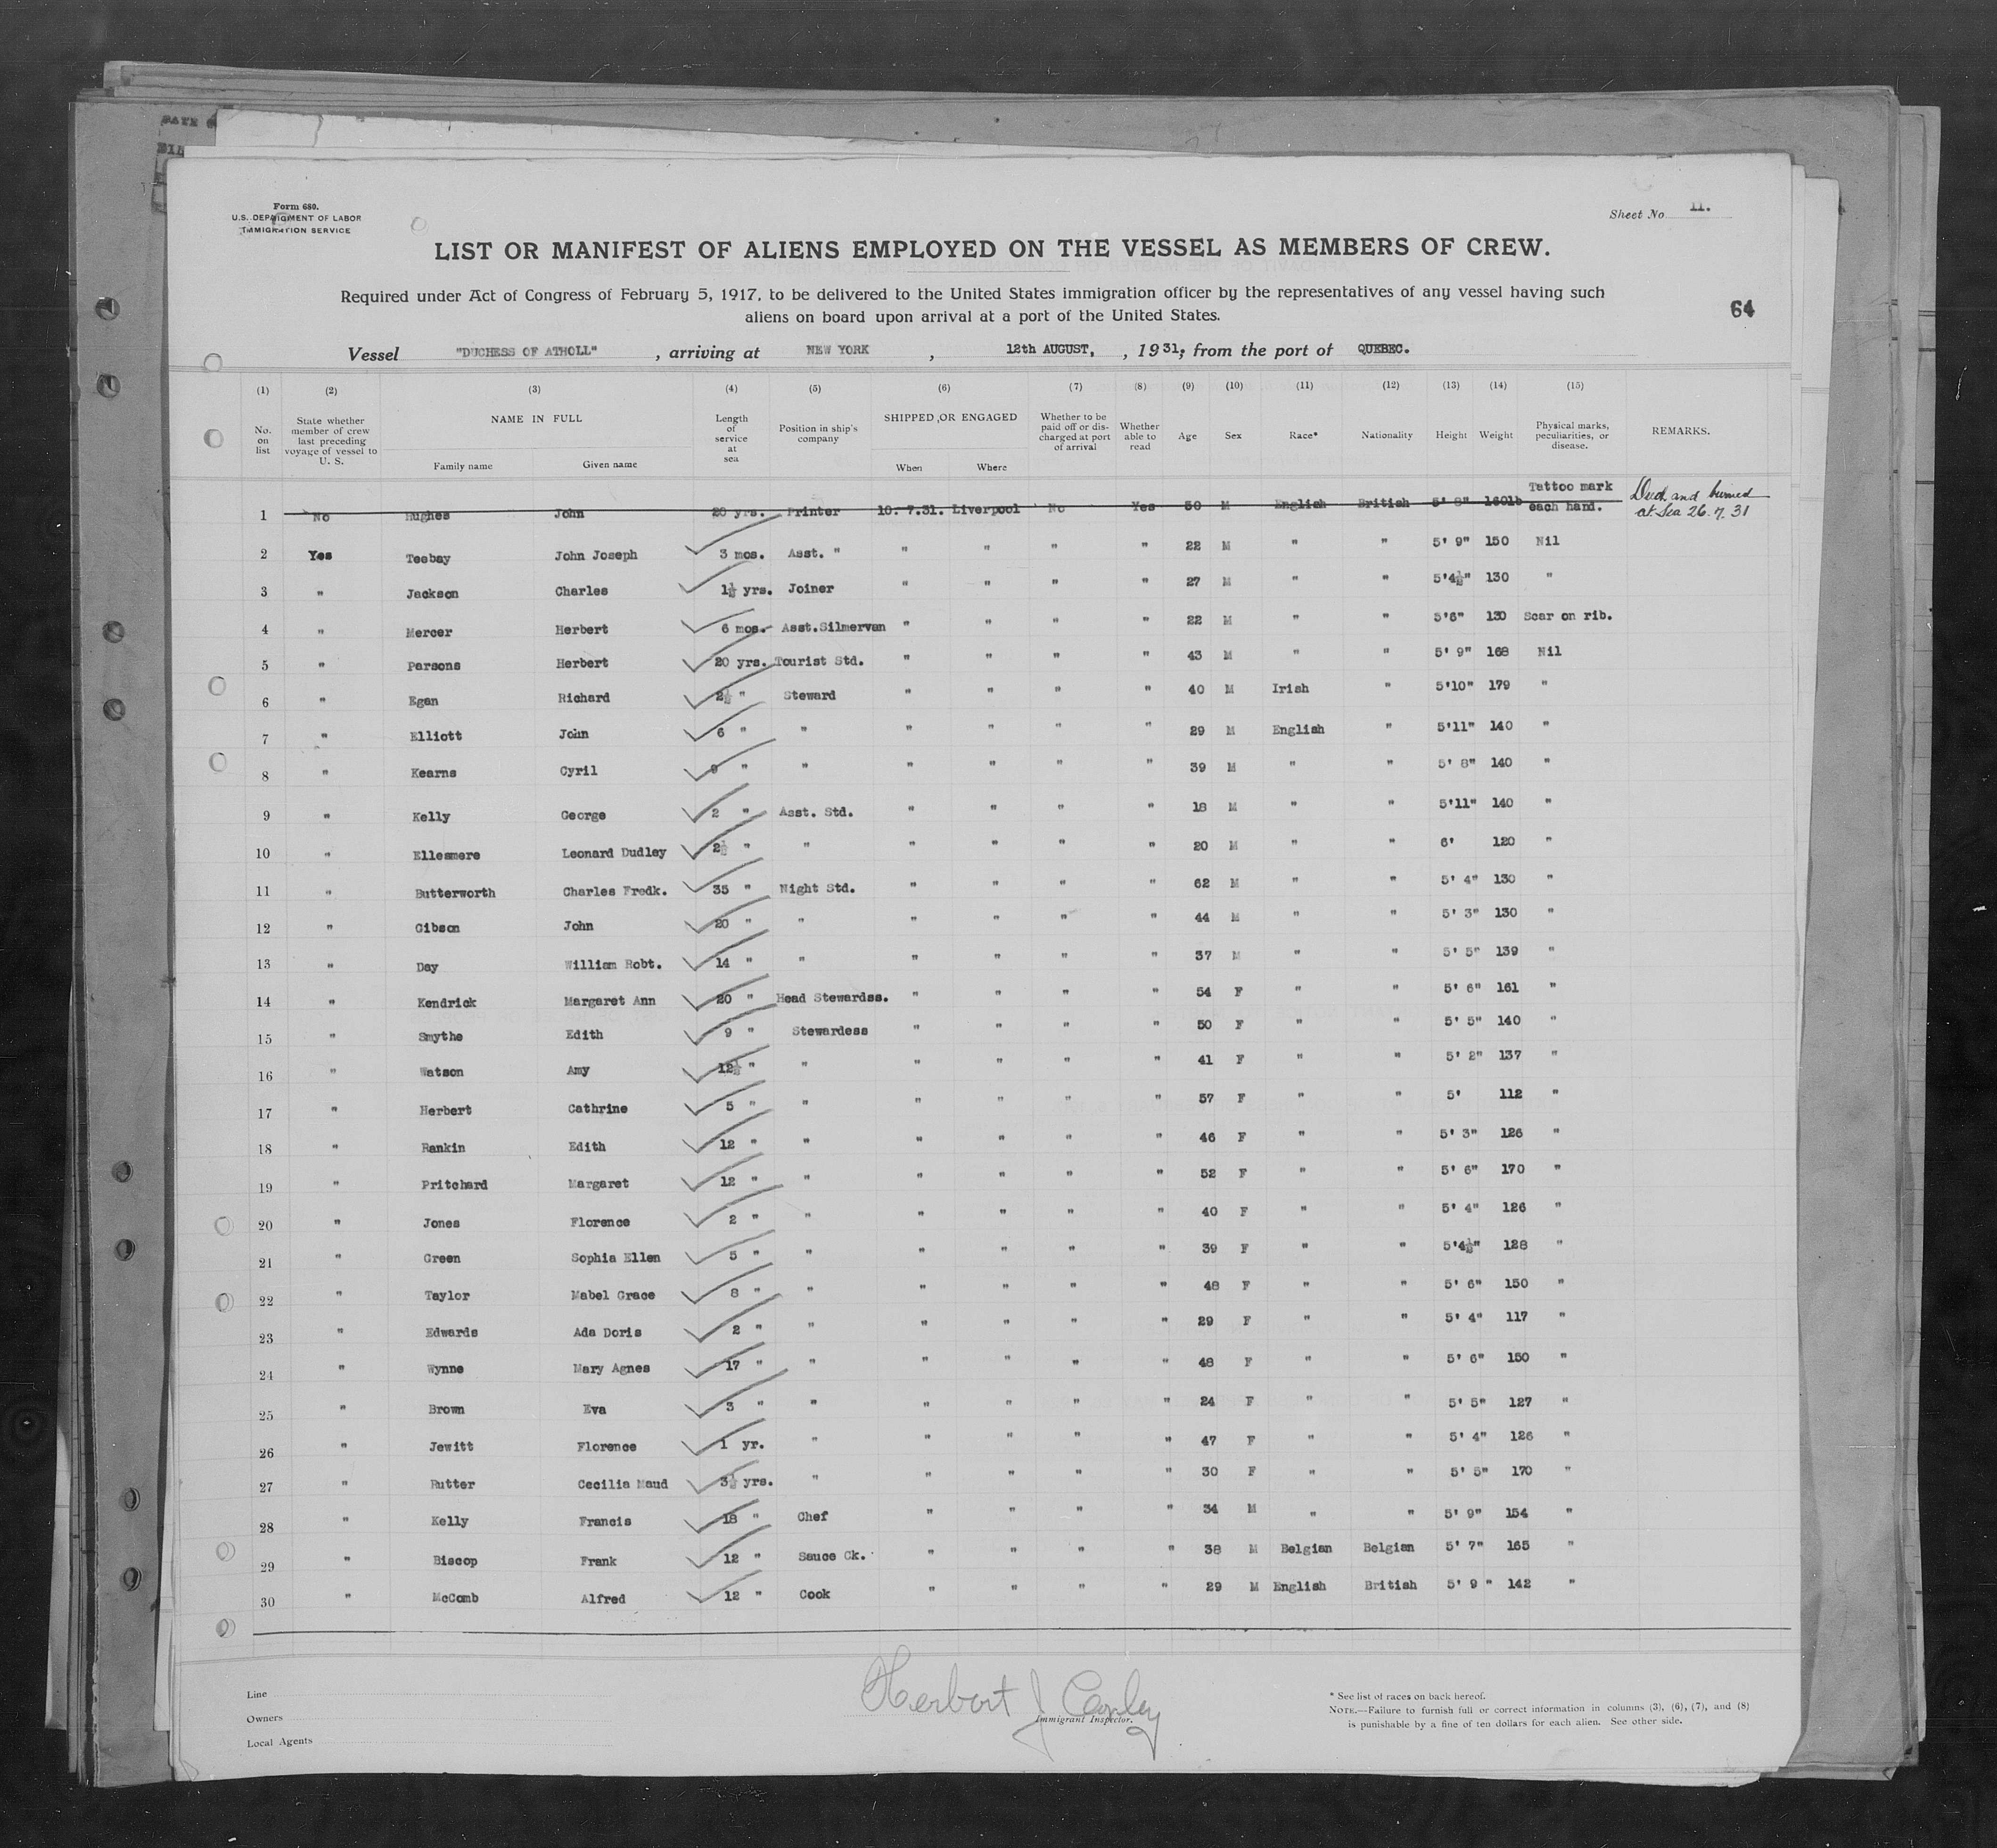 DATE
Form 680.
U.S. DEPARTMENT OF LABOR
IMMIGRATION SERVICE
Sheet No 11.
LIST OR MANIFEST OF ALIENS EMPLOYED ON THE VESSEL AS MEMBERS OF CREW.
Required under Act of Congress of February 5, 1917, to be delivered to the United States immigration officer by the representatives of any vessel having such
aliens on board upon arrival at a port of the United States.
64
Vessel "DUCHESS OF ATHOLL" , arriving at NEW YORK , 12th AUGUST, , 1931, from the port of QUEBEC.
(1) (2) (3) (4) (5) (6) (7) (8) (9) (10) (11) (12) (13) (14) (15)
No. on list State whether member of crew last preceding voyage of vessel to U. S. NAME IN FULL Family name Given name Length of service at sea Position in ship's company SHIPPED OR ENGAGED When Where Whether to be paid off or discharged at port of arrival Whether able to read Age Sex Race* Nationality Height Weight Physical marks, peculiarities, or disease. REMARKS.
1 No Hughes John 20 yrs. Printer 10. 7.31. Liverpool No Yes 50 M English British 5' 8" 160lb Tattoo mark each hand. Died and buried at Sea 26.7.31
2 Yes Teebay John Joseph 3 mos. Asst. " " " " " 22 M " " 5' 9" 150 Nil
3 " Jackson Charles 1½ yrs. Joiner " " " " 27 M " " 5'4½" 130 "
4 " Mercer Herbert 6 mos. Asst.Silmervan " " " " 22 M " " 5'6" 130 Scar on rib.
5 " Parsons Herbert 20 yrs. Tourist Std. " " " " 43 M " " 5' 9" 168 Nil
6 " Egan Richard 2½ " Steward " " " " 40 M Irish " 5'10" 179 "
7 " Elliott John 6 " " " " " " 29 M English " 5'11" 140 "
8 " Kearns Cyril 9 " " " " " " 39 M " " 5' 8" 140 "
9 " Kelly George 2 " Asst. Std. " " " " 18 M " " 5'11" 140 "
10 " Ellesmere Leonard Dudley 2½ " " " " " " 20 M " " 6' 120 "
11 " Butterworth Charles Fredk. 35 " Night Std. " " " " 62 M " " 5' 4" 130 "
12 " Gibson John 20 " " " " " " 44 M " " 5' 3" 130 "
13 " Day William Robt. 14 " " " " " " 37 M " " 5' 5" 139 "
14 " Kendrick Margaret Ann 20 " Head Stewardss. " " " " 54 F " " 5' 6" 161 "
15 " Smythe Edith 9 " Stewardess " " " " 50 F " " 5' 5" 140 "
16 " Watson Amy 12½ " " " " " " 41 F " " 5' 2" 137 "
17 " Herbert Cathrine 5 " " " " " " 57 F " " 5' 112 "
18 " Rankin Edith 12 " " " " " " 46 F " " 5' 3" 126 "
19 " Pritchard Margaret 12 " " " " " " 52 F " " 5' 6" 170 "
20 " Jones Florence 2 " " " " " " 40 F " " 5' 4" 126 "
21 " Green Sophia Ellen 5 " " " " " " 39 F " " 5'4½" 128 "
22 " Taylor Mabel Grace 8 " " " " " " 48 F " " 5' 6" 150 "
23 " Edwards Ada Doris 2 " " " " " " 29 F " " 5' 4" 117 "
24 " Wynne Mary Agnes 17 " " " " " " 48 F " " 5' 6" 150 "
25 " Brown Eva 3 " " " " " " 24 F " " 5' 5" 127 "
26 " Jewitt Florence 1 yr. " " " " " 47 F " " 5' 4" 126 "
27 " Rutter Cecilia Maud 3½ yrs. " " " " " 30 F " " 5' 5" 170 "
28 " Kelly Francis 18 " Chef " " " " 34 M " " 5' 9" 154 "
29 " Biscop Frank 12 " Sauce Ck. " " " " 38 M Belgian Belgian 5' 7" 165 "
30 " McComb Alfred 12 " Cook " " " " 29 M English British 5' 9 " 142 "
Line
Owners
Local Agents
Herbert J Conley
Immigrant Inspector.
* See list of races on back hereof.
NOTE.—Failure to furnish full or correct information in columns (3), (6), (7), and (8)
is punishable by a fine of ten dollars for each alien. See other side.